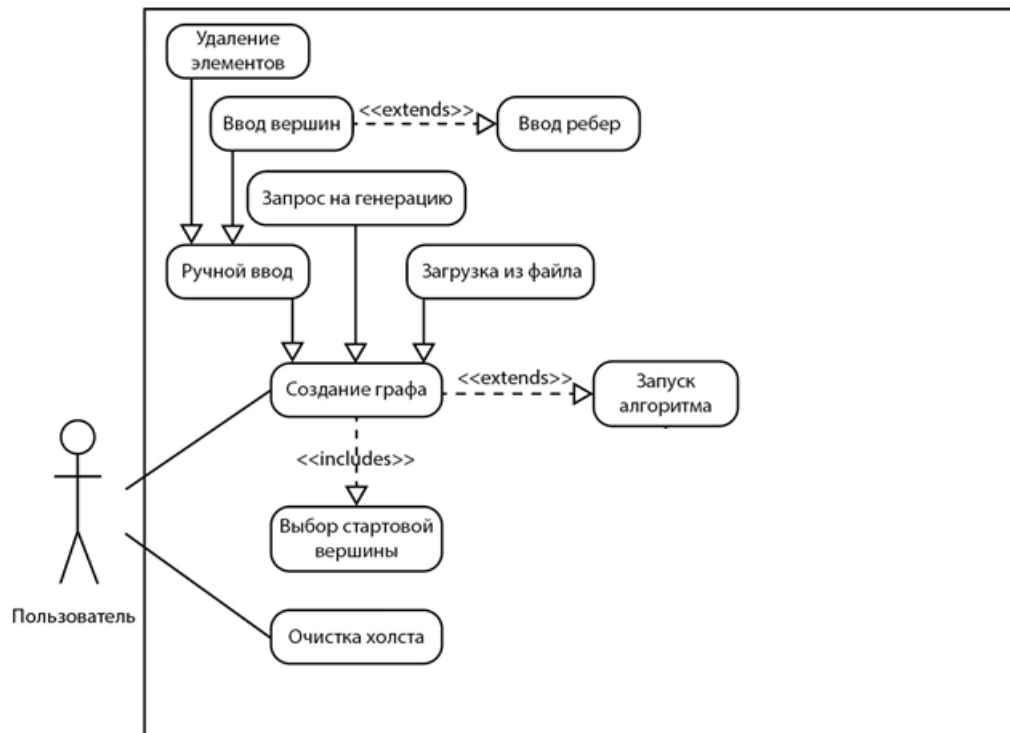 Удаление
элементов
<<extends>>
Ввод вершин
Ввод ребер
Запрос на генерацию
Ручной ввод
Загрузка из файла
<<extends>>
Создание графа
Запуск
алгоритма
<<includes>>
Выбор стартовой
вершины
Пользователь
Очистка холста